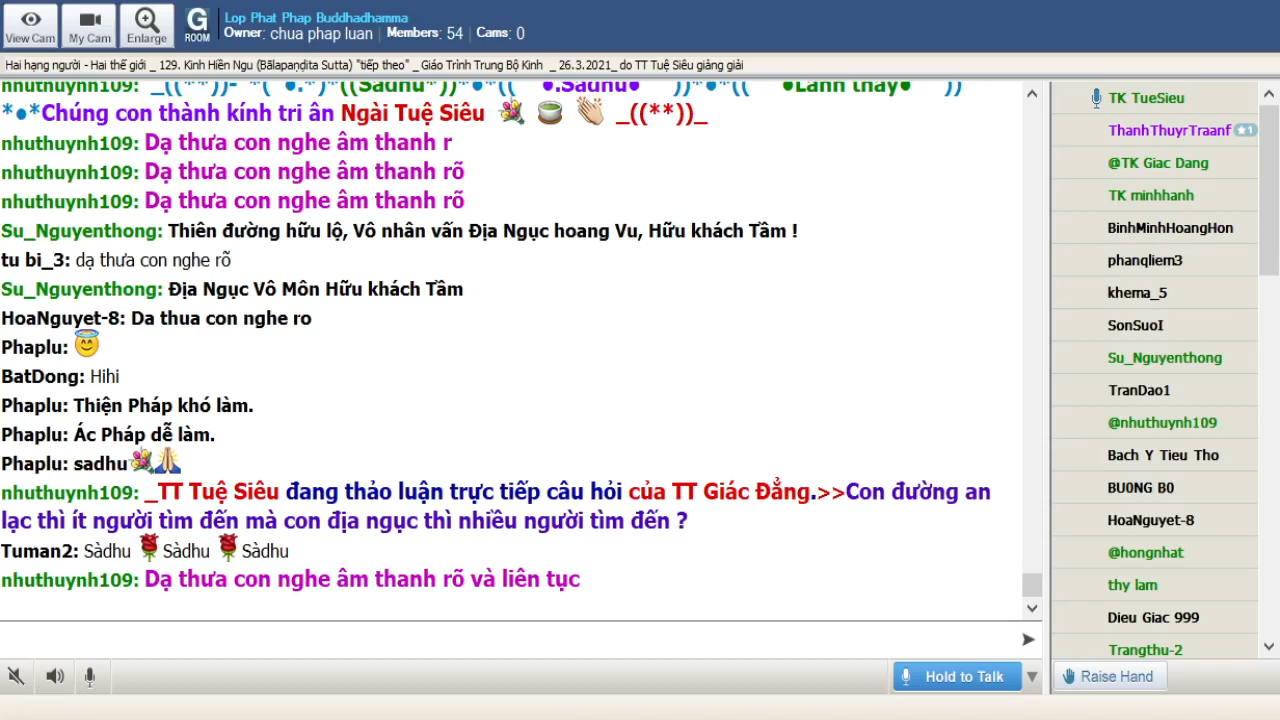 View Cam
My Cam
Enlarge
G
ROOM
Lop Phat Phap Buddhadhamma
Owner: chua phap luan | Members: 54 | Cams: 0
Hai hạng người - Hai thế giới _ 129. Kinh Hiền Ngu (Bālapaṇḍita Sutta) "tiếp theo" _ Giáo Trình Trung Bộ Kinh _ 26.3.2021_ do TT Tuệ Siêu giảng giải
nhuthuynh109: _((**))- *( ●.*)*((Sadhu*))*●*(( ●.Sadhu● ))*●*(( ●Lành thay● ))
*●*Chúng con thành kính tri ân Ngài Tuệ Siêu _((**))_
nhuthuynh109: Dạ thưa con nghe âm thanh r
nhuthuynh109: Dạ thưa con nghe âm thanh rõ
nhuthuynh109: Dạ thưa con nghe âm thanh rõ
Su_Nguyenthong: Thiên đường hữu lộ, Vô nhân vấn Địa Ngục hoang Vu, Hữu khách Tầm !
tu bi_3: dạ thưa con nghe rõ
Su_Nguyenthong: Địa Ngục Vô Môn Hữu khách Tầm
HoaNguyet-8: Da thua con nghe ro
Phaplu:
BatDong: Hihi
Phaplu: Thiện Pháp khó làm.
Phaplu: Ác Pháp dễ làm.
Phaplu: sadhu
nhuthuynh109: _TT Tuệ Siêu đang thảo luận trực tiếp câu hỏi của TT Giác Đẳng.>>Con đường an
lạc thì ít người tìm đến mà con địa ngục thì nhiều người tìm đến ?
Tuman2: Sàdhu Sàdhu Sàdhu
nhuthuynh109: Dạ thưa con nghe âm thanh rõ và liên tục
Hold to Talk
TK TueSieu
ThanhThuyrTraanf ★1
@TK Giac Dang
TK minhhanh
BinhMinhHoangHon
phanqliem3
khema_5
SonSuoI
Su_Nguyenthong
TranDao1
@nhuthuynh109
Bach Y Tieu Tho
BU0NG B0
HoaNguyet-8
@hongnhat
thy lam
Dieu Giac 999
Trangthu-2
Raise Hand